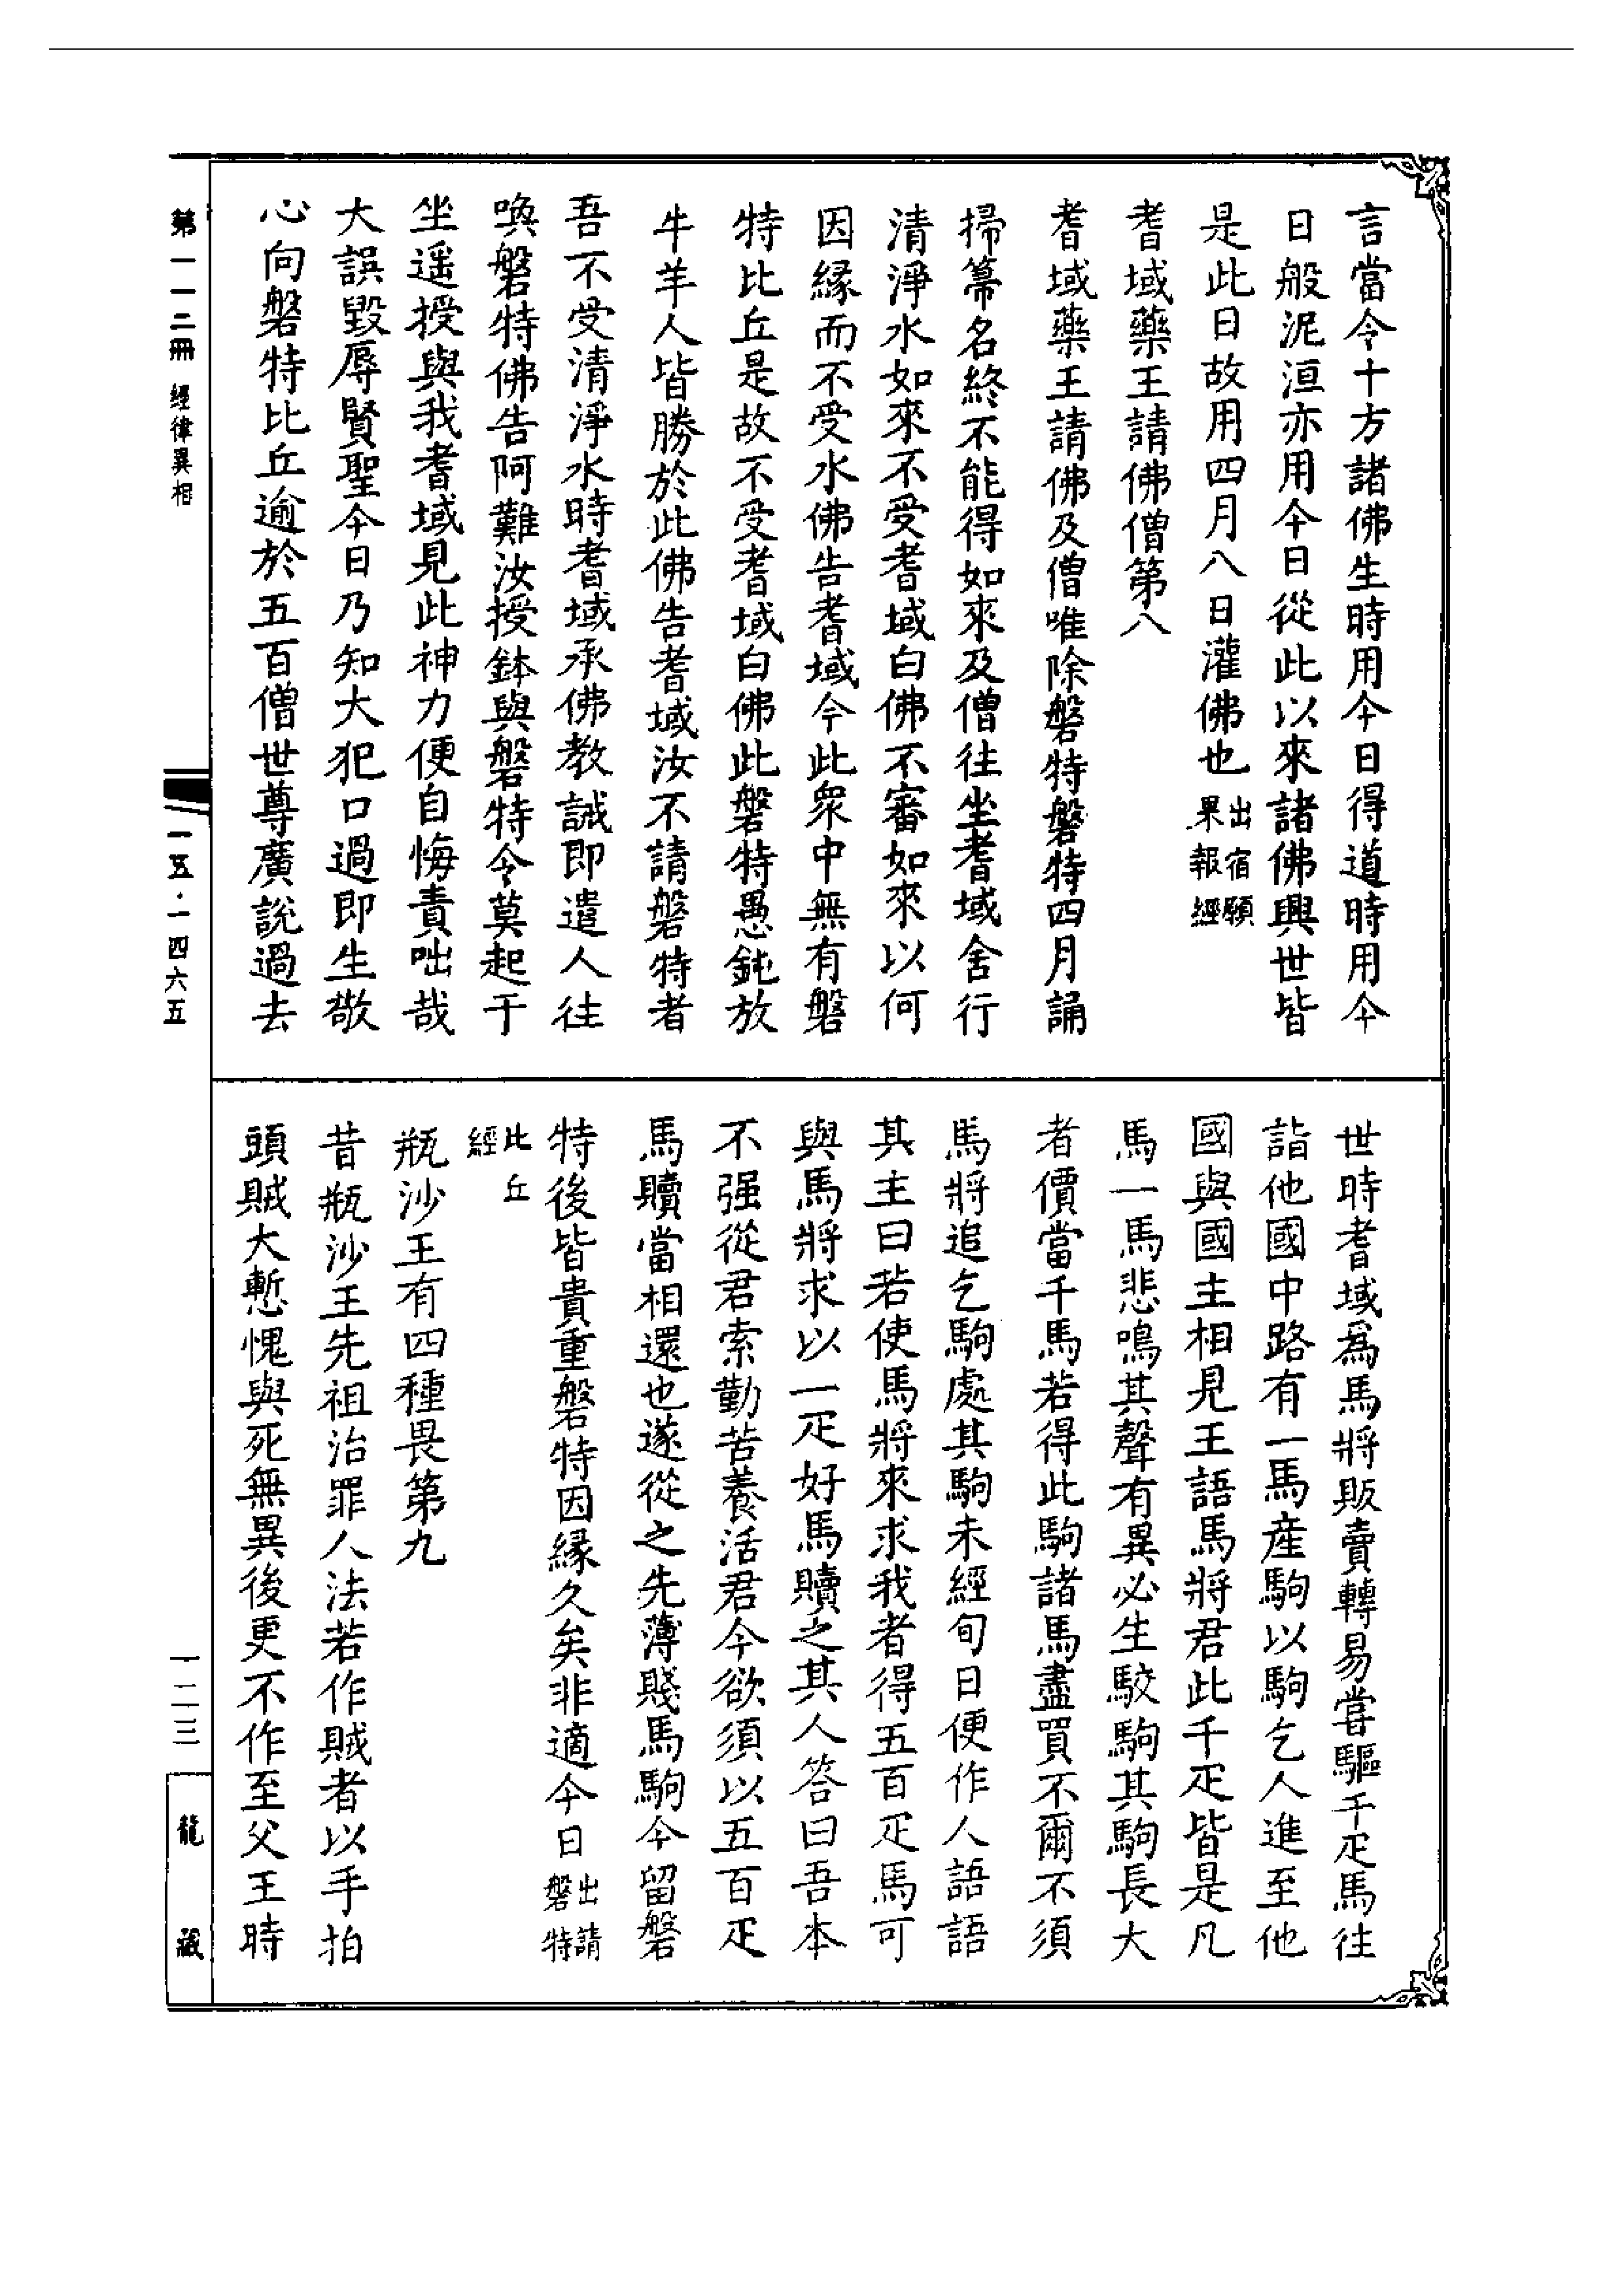 言當令十方諸佛生時用今日得道時用今
日般泥洹亦用今日從此以來諸佛興世皆
是此日故用四月八日灌佛也出宿願果報經
耆域藥王請佛僧第八
耆域藥王請佛及僧唯除磐特磐特四月誦
掃箒名終不能得如來及僧往坐耆域舍行
清淨水如來不受耆域白佛不審如來以何
因緣而不受水佛告耆域今此衆中無有磐
特比丘是故不受耆域白佛此磐特愚鈍放
牛羊人皆勝於此佛告耆域汝不請磐特者
吾不受清淨水時耆域承佛教誡即遣人往
喚磐特佛告阿難汝授鉢與磐特令莫起于
坐遥授與我耆域見此神力便自悔責咄哉
大誤毀辱賢聖今日乃知大犯口過即生敬
心向磐特比丘逾於五百僧世尊廣說過去
世時耆域爲馬將販賣轉易嘗驅千疋馬往
詣他國中路有一馬產駒以駒乞人進至他
國與國主相見王語馬將君此千疋皆是凡
馬一馬悲鳴其聲有異必生駮駒其駒長大
者價當千馬若得此駒諸馬盡買不爾不須
馬將追乞駒處其駒未經旬日便作人語語
其主曰若使馬將來求我者得五百疋馬可
與馬將求以一疋好馬贖之其人答曰吾本
不强從君索勤苦養活君今欲須以五百疋
馬贖當相還也遂從之先薄賤馬駒今留磐
特後皆貴重磐特因緣久矣非適今日出請磐特
比丘經
瓶沙王有四種畏第九
昔瓶沙王先祖治罪人法若作賊者以手拍
頭賊大慙愧與死無異後更不作至父王時
第一一二冊 經律異相
一五·一四六五
一二三
龍藏